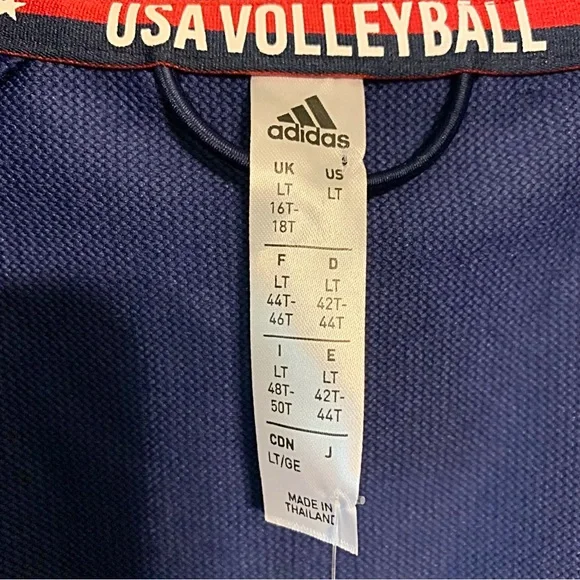 USA VOLLEYBALL
adidas
UK US
LT LT
16T-
18T
F D
LT LT
44T- 42T-
46T 44T
I E
LT LT
48T- 42T-
50T 44T
CDN J
LT/GE
MADE IN
THAILAND